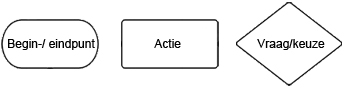 Begin-/ eindpunt
Actie
Vraag/keuze